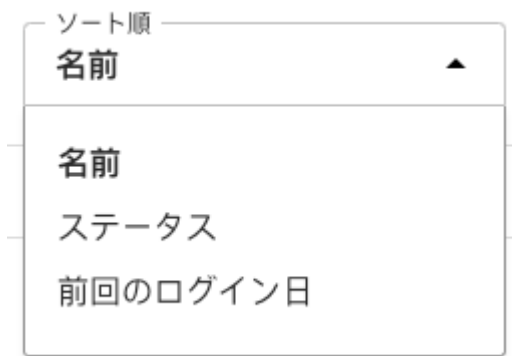 ソート順
名前
名前
ステータス
前回のログイン日